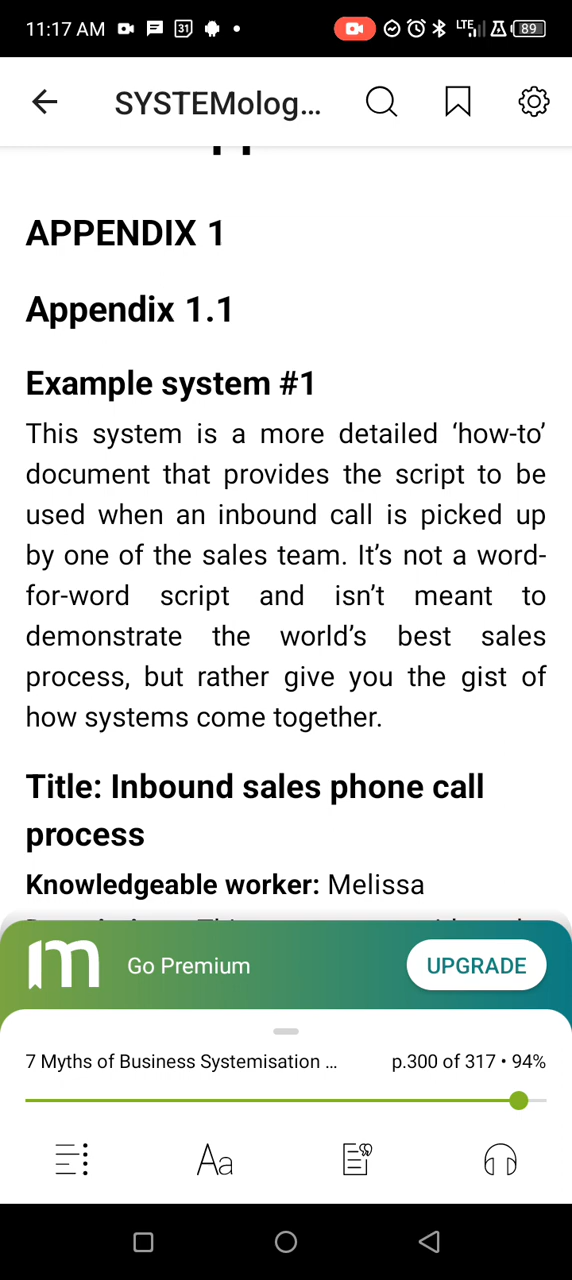 11:17 AM
31
LTE
89
SYSTEMolog...
APPENDIX 1
Appendix 1.1
Example system #1
This system is a more detailed ‘how-to’
document that provides the script to be
used when an inbound call is picked up
by one of the sales team. It’s not a word-
for-word script and isn’t meant to
demonstrate the world’s best sales
process, but rather give you the gist of
how systems come together.
Title: Inbound sales phone call
process
Knowledgeable worker: Melissa
m Go Premium UPGRADE
7 Myths of Business Systemisation ... p.300 of 317 • 94%
Aa